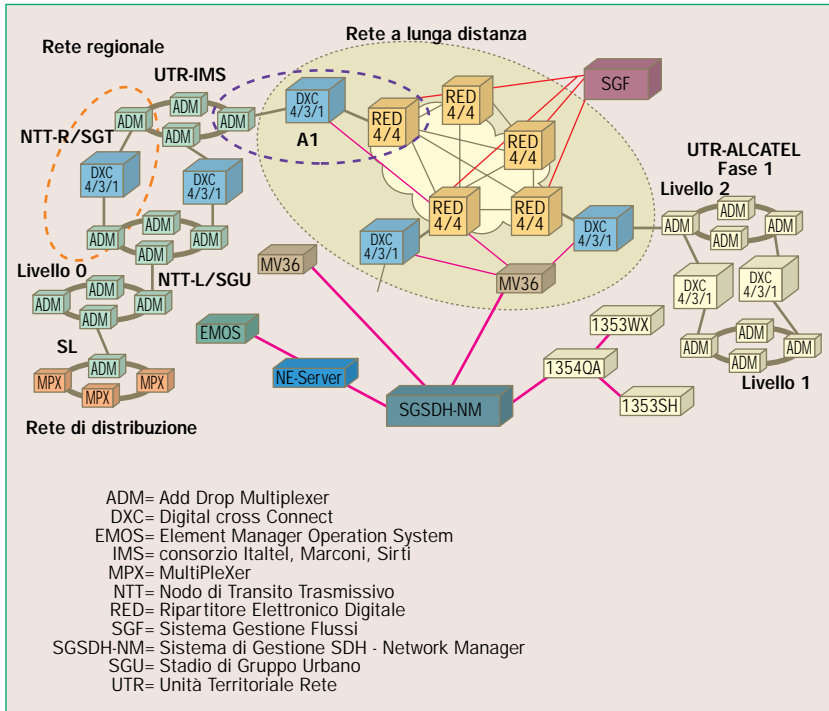 Rete regionale
Rete a lunga distanza
UTR-IMS
ADM
ADM
ADM
ADM
DXC
4/3/1
A1
RED
4/4
RED
4/4
RED
4/4
RED
4/4
RED
4/4
SGF
NTT-R/SGT
DXC
4/3/1
DXC
4/3/1
UTR-ALCATEL
Fase 1
Livello 2
ADM
ADM
ADM
ADM
DXC
4/3/1
DXC
4/3/1
DXC
4/3/1
DXC
4/3/1
ADM
ADM
ADM
ADM
Livello 0
NTT-L/SGU
MV36
MV36
ADM
ADM
ADM
ADM
ADM
ADM
ADM
ADM
Livello 1
EMOS
NE-Server
SGSDH-NM
1354QA
1353WX
1353SH
SL
ADM
MPX
MPX
MPX
Rete di distribuzione
ADM= Add Drop Multiplexer
DXC= Digital cross Connect
EMOS= Element Manager Operation System
IMS= consorzio Italtel, Marconi, Sirti
MPX= MultiPleXer
NTT= Nodo di Transito Trasmissivo
RED= Ripartitore Elettronico Digitale
SGF= Sistema Gestione Flussi
SGSDH-NM= Sistema di Gestione SDH - Network Manager
SGU= Stadio di Gruppo Urbano
UTR= Unità Territoriale Rete